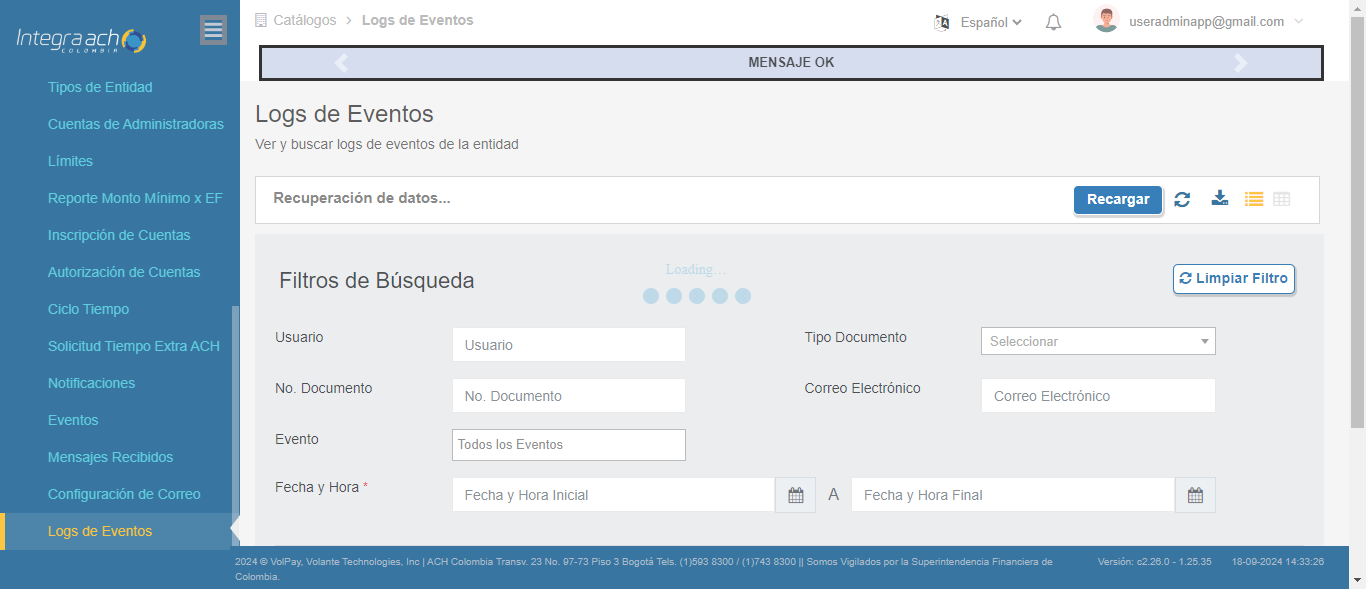 Integra ach
COLOMBIA
Catálogos > Logs de Eventos
Español
useradminapp@gmail.com
MENSAJE OK
Tipos de Entidad
Cuentas de Administradoras
Límites
Reporte Monto Mínimo x EF
Inscripción de Cuentas
Autorización de Cuentas
Ciclo Tiempo
Solicitud Tiempo Extra ACH
Notificaciones
Eventos
Mensajes Recibidos
Configuración de Correo
Logs de Eventos
Logs de Eventos
Ver y buscar logs de eventos de la entidad
Recuperación de datos...
Recargar
Filtros de Búsqueda
Loading...
Limpiar Filtro
Usuario
Usuario
Tipo Documento
Seleccionar
No. Documento
No. Documento
Correo Electrónico
Correo Electrónico
Evento
Todos los Eventos
Fecha y Hora *
Fecha y Hora Inicial
A
Fecha y Hora Final
2024 © VolPay, Volante Technologies, Inc | ACH Colombia Transv. 23 No. 97-73 Piso 3 Bogotá Tels. (1)593 8300 / (1)743 8300 || Somos Vigilados por la Superintendencia Financiera de
Colombia.
Versión: c2.26.0 - 1.25.35
18-09-2024 14:33:26